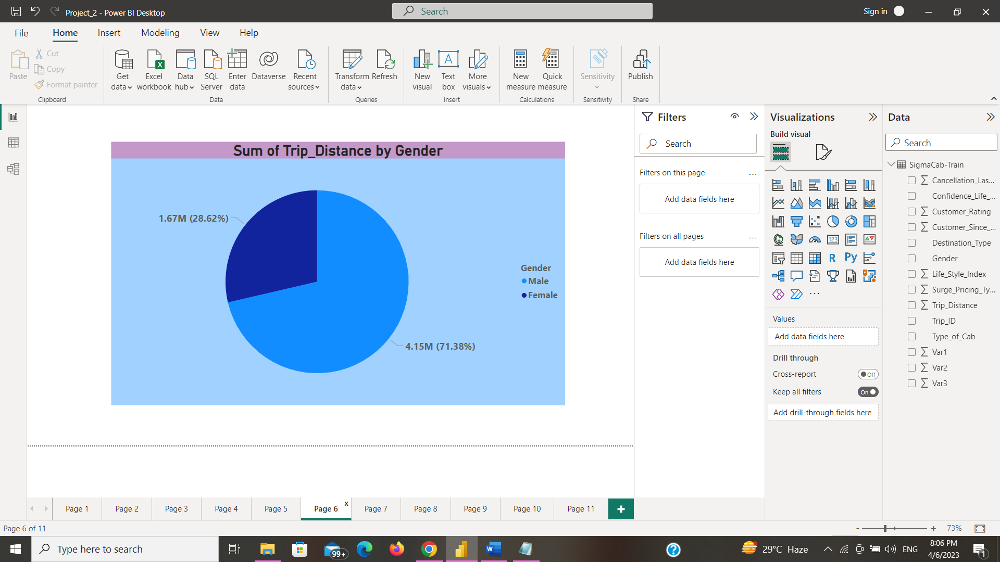 Project_2 - Power BI Desktop
Search
Sign in
File
Home
Insert
Modeling
View
Help
Paste
Cut
Copy
Format painter
Clipboard
Get data
Excel workbook
Data hub
SQL Server
Enter data
Dataverse
Recent sources
Data
Transform data
Refresh
Queries
New visual
Text box
More visuals
Insert
New measure
Quick measure
Calculations
Sensitivity
Sensitivity
Publish
Share
Sum of Trip_Distance by Gender
1.67M (28.62%)
4.15M (71.38%)
Gender
Male
Female
Filters
Search
Filters on this page
...
Add data fields here
Filters on all pages
...
Add data fields here
Visualizations
Build visual
123
R
Py
...
Values
Add data fields here
Drill through
Cross-report
Off
Keep all filters
On
Add drill-through fields here
Data
Search
SigmaCab-Train
Cancellation_Las...
Confidence_Life_...
Customer_Rating
Customer_Since_...
Destination_Type
Gender
Life_Style_Index
Surge_Pricing_Ty...
Trip_Distance
Trip_ID
Type_of_Cab
Var1
Var2
Var3
Page 1
Page 2
Page 3
Page 4
Page 5
Page 6
x
Page 7
Page 8
Page 9
Page 10
Page 11
+
Page 6 of 11
- + 73%
Type here to search
99+
29°C Haze
ENG
8:06 PM
4/6/2023
1